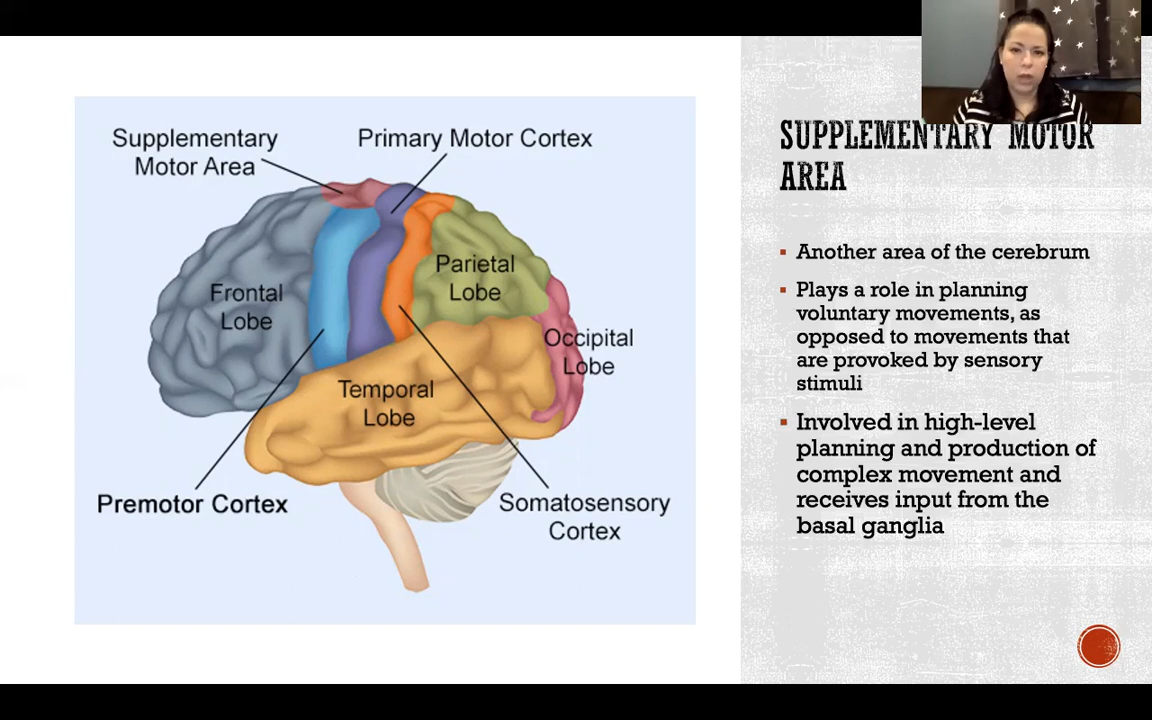 Supplementary
Motor Area
Primary Motor Cortex
Frontal
Lobe
Parietal
Lobe
Occipital
Lobe
Temporal
Lobe
Premotor Cortex
Somatosensory
Cortex
SUPPLEMENTARY MOTOR
AREA
▪ Another area of the cerebrum
▪ Plays a role in planning
voluntary movements, as
opposed to movements that
are provoked by sensory
stimuli
▪ Involved in high-level
planning and production of
complex movement and
receives input from the
basal ganglia